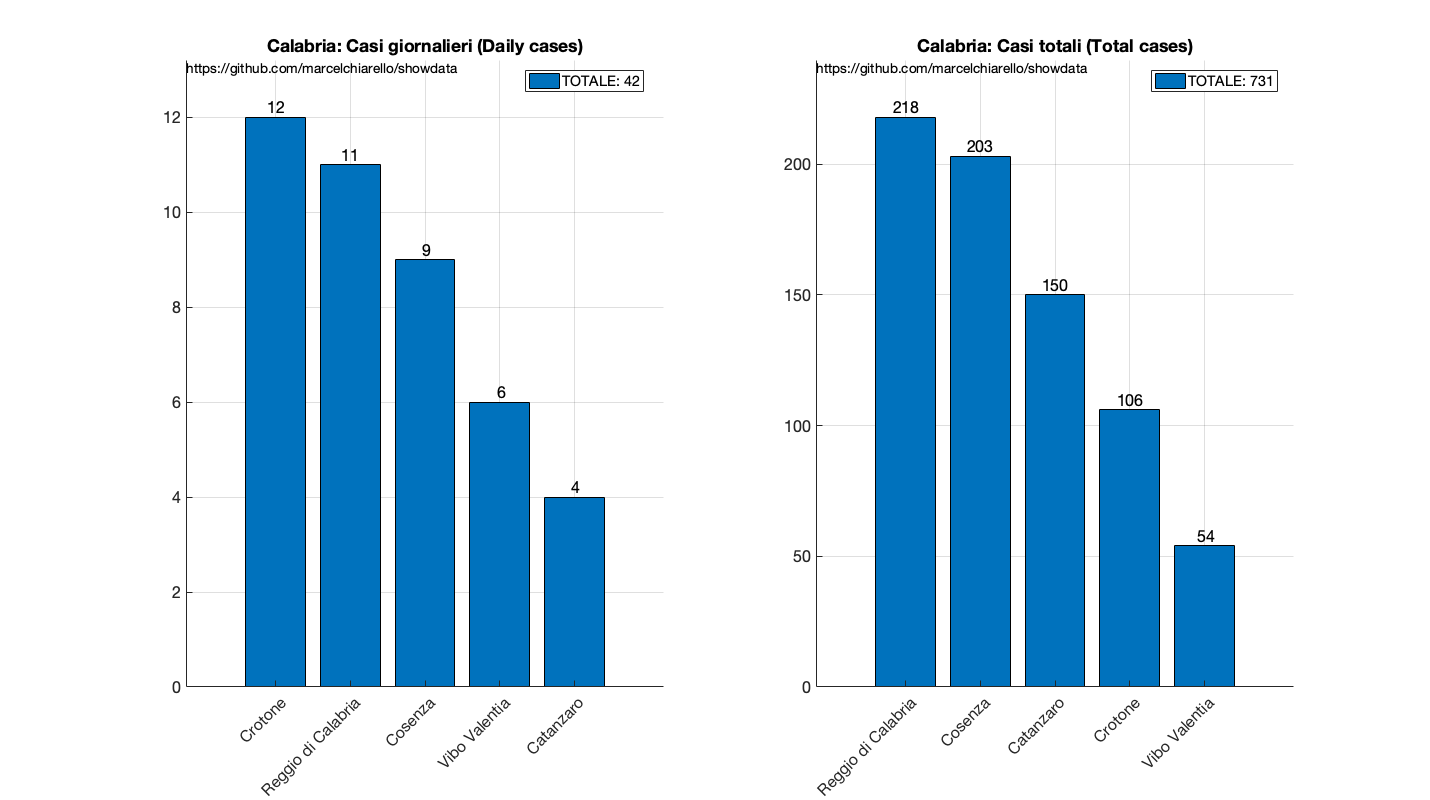 Calabria: Casi giornalieri (Daily cases)
https://github.com/marcelchiarello/showdata
TOTALE: 42
12
10
8
6
4
2
0
12
11
9
6
4
Crotone
Reggio di Calabria
Cosenza
Vibo Valentia
Catanzaro
Calabria: Casi totali (Total cases)
https://github.com/marcelchiarello/showdata
TOTALE: 731
200
150
100
50
0
218
203
150
106
54
Reggio di Calabria
Cosenza
Catanzaro
Crotone
Vibo Valentia